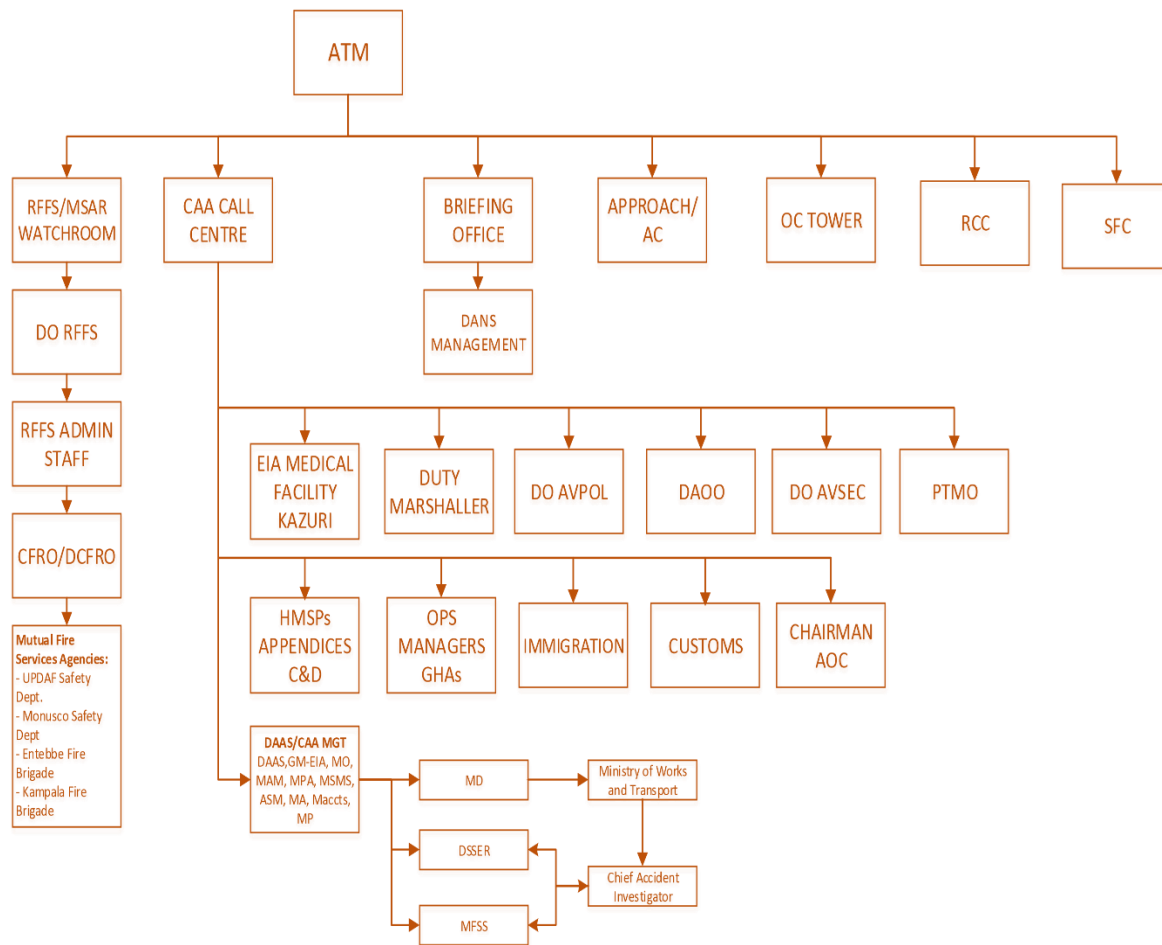 ATM
RFFS/MSAR
WATCHROOM
CAA CALL
CENTRE
BRIEFING
OFFICE
APPROACH/
AC
OC TOWER
RCC
SFC
DO RFFS
DANS
MANAGEMENT
RFFS ADMIN
STAFF
EIA MEDICAL
FACILITY
KAZURI
DUTY
MARSHALLER
DO AVPOL
DAOO
DO AVSEC
PTMO
CFRO/DCFRO
HMSPs
APPENDICES
C&D
OPS
MANAGERS
GHAs
IMMIGRATION
CUSTOMS
CHAIRMAN
AOC
Mutual Fire
Services Agencies:
- UPDAF Safety
Dept.
- Monusco Safety
Dept
- Entebbe Fire
Brigade
- Kampala Fire
Brigade
DAAS/CAA MGT
DAAS,GM-EIA, MO,
MAM, MPA, MSMS,
ASM, MA, Maccts,
MP
MD
Ministry of Works
and Transport
DSSER
Chief Accident
Investigator
MFSS